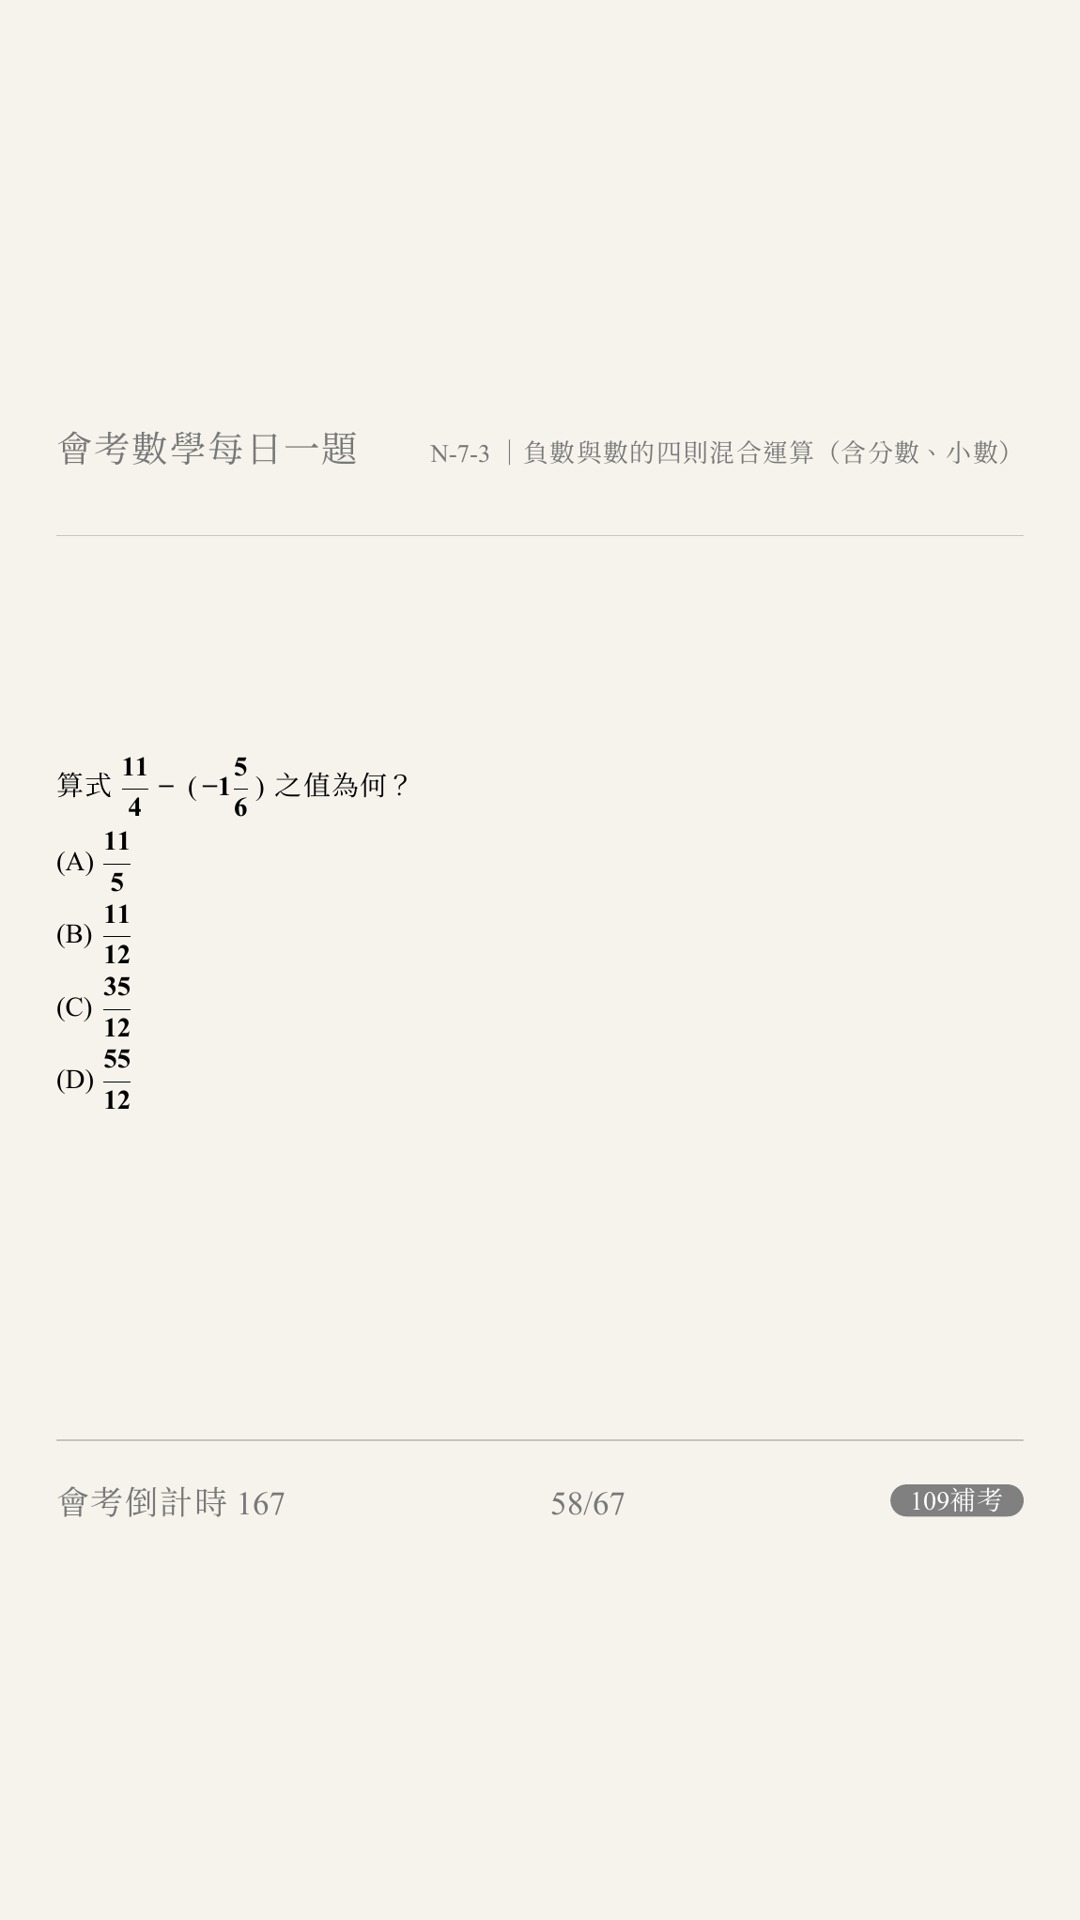 會考數學每日一題
N-7-3｜負數與數的四則混合運算（含分數、小數）
算式 11/4 − (−1 5/6) 之值為何？
(A) 11/5
(B) 11/12
(C) 35/12
(D) 55/12
會考倒計時 167
58/67
109補考